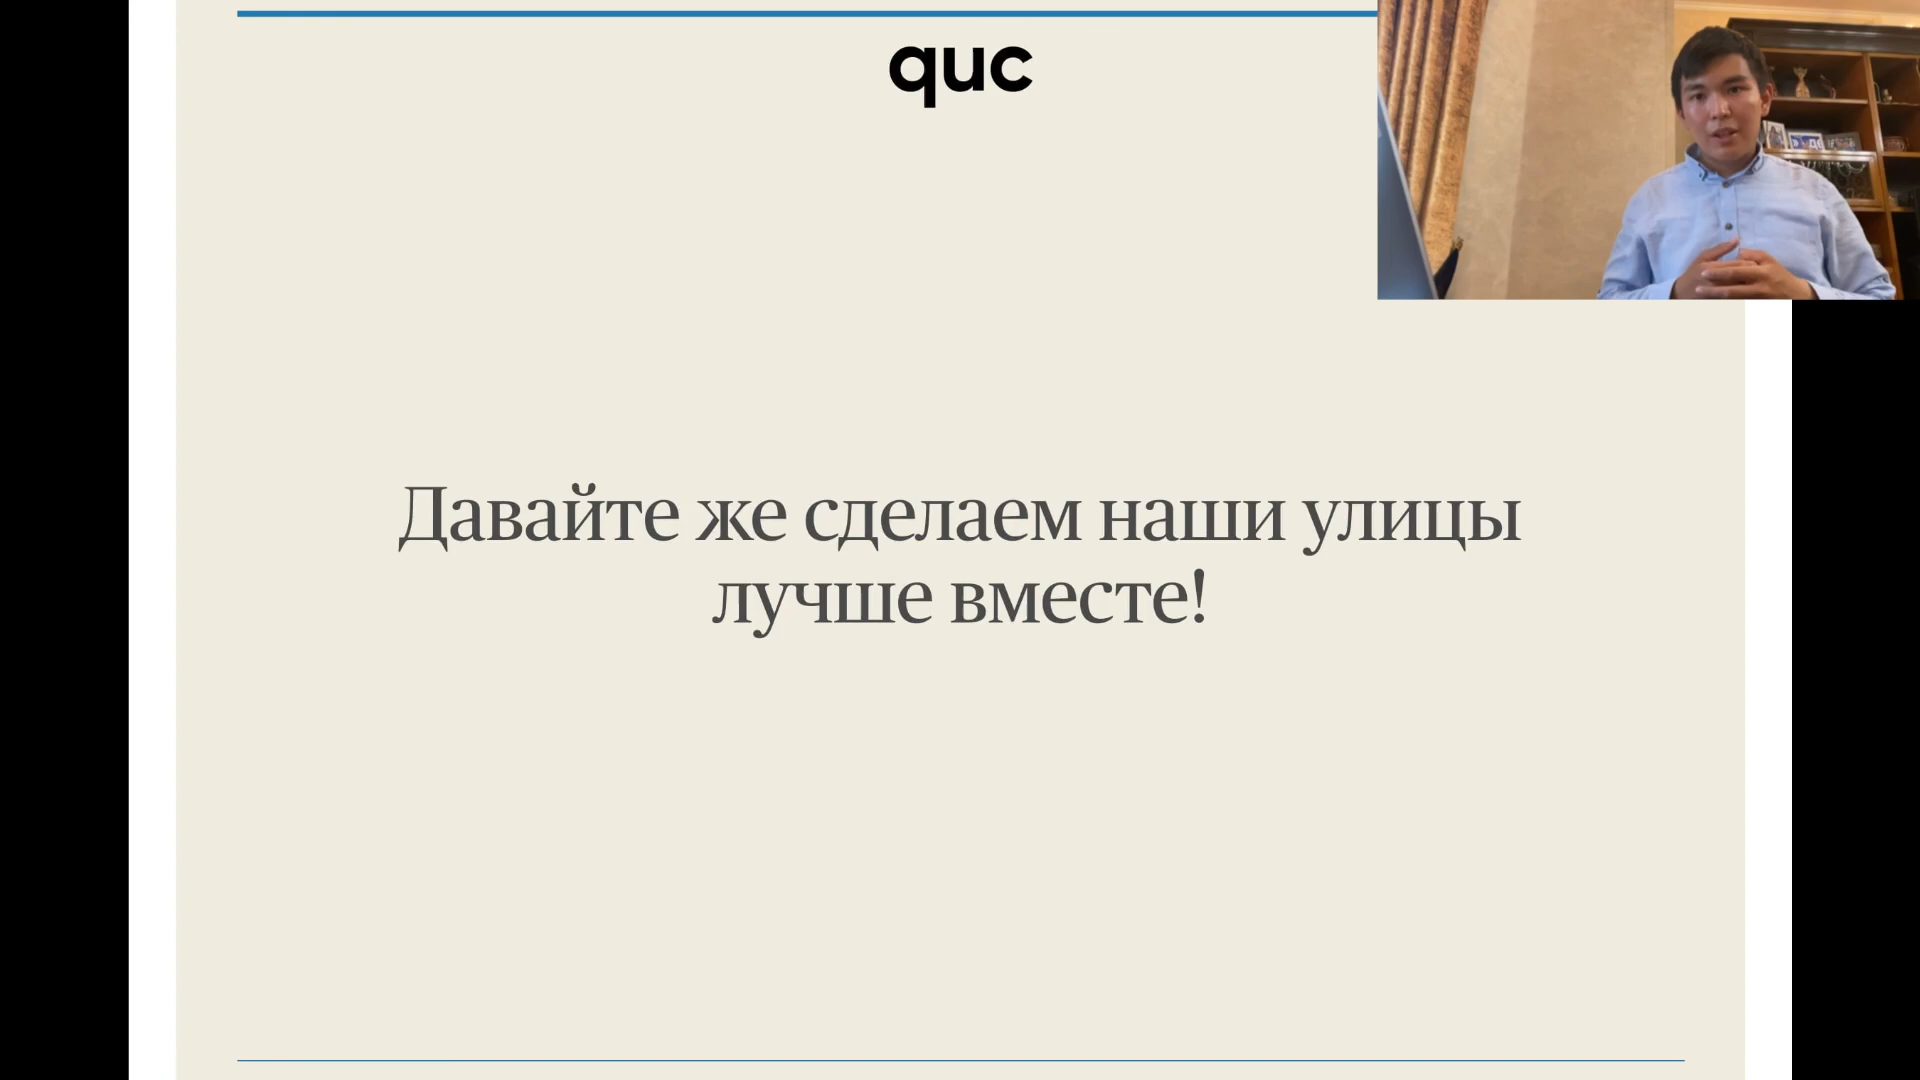 quc
Давайте же сделаем наши улицы
лучше вместе!